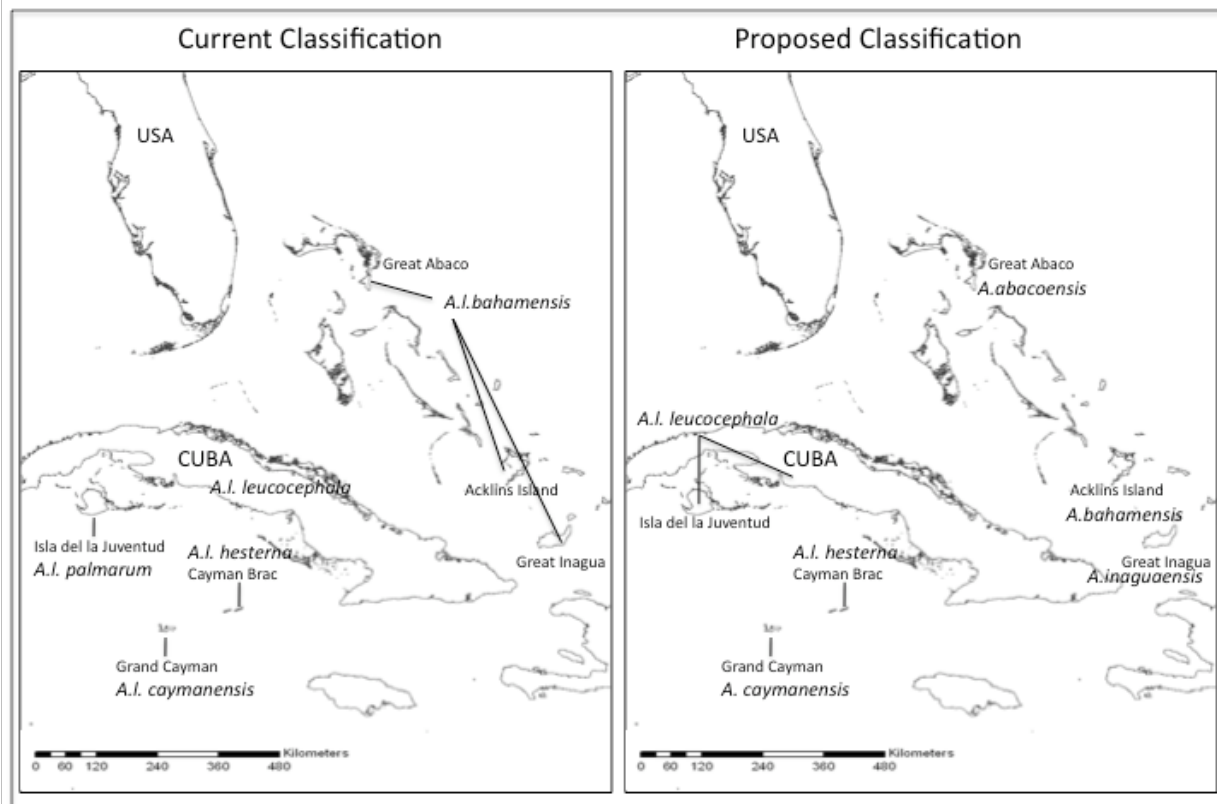 Current Classification
USA
Great Abaco
A.l.bahamensis
CUBA
A.l. leucocephala
Acklins Island
Isla del la Juventud
A.l. palmarum
A.l. hesterna
Cayman Brac
Great Inagua
Grand Cayman
A.l. caymanensis
Kilometers
0 60 120 240 360 480
Proposed Classification
USA
Great Abaco
A.abacoensis
A.l. leucocephala
CUBA
Acklins Island
A.bahamensis
Isla del la Juventud
A.l. hesterna
Cayman Brac
Great Inagua
A.inaguaensis
Grand Cayman
A. caymanensis
Kilometers
0 60 120 240 360 480